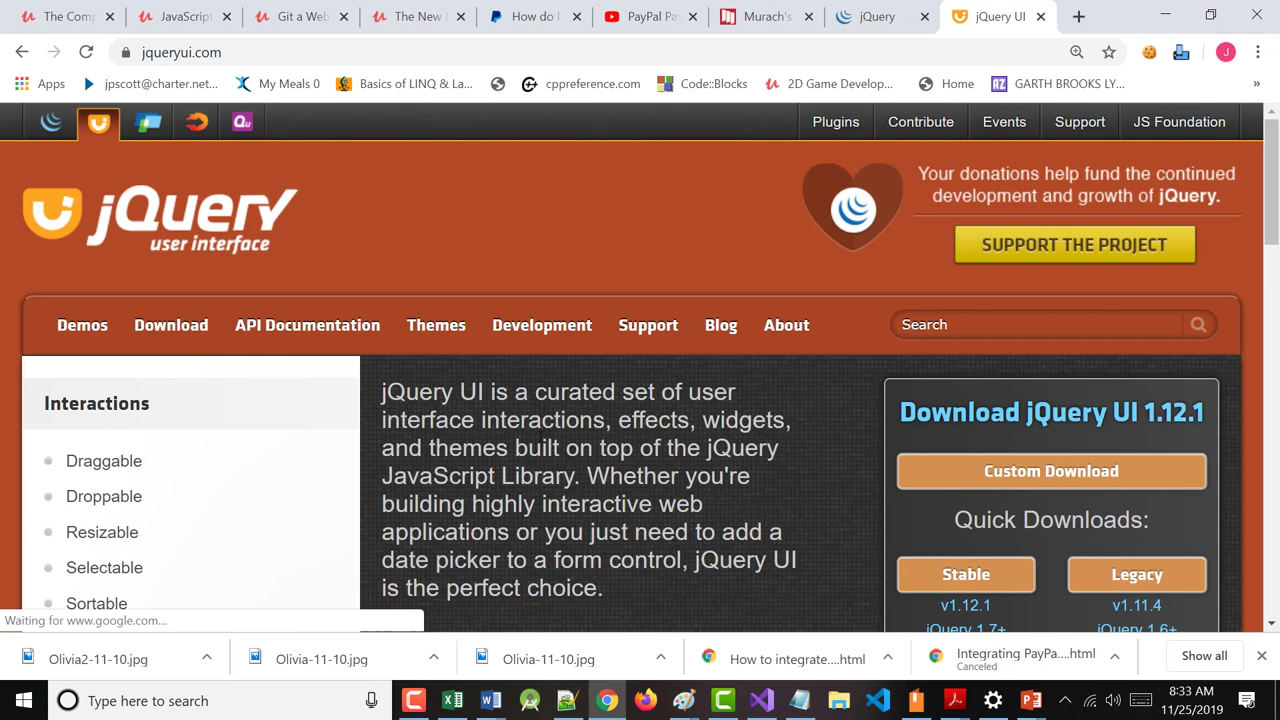 The Comp
JavaScript
Git a Web
The New
How do I
PayPal Pay
Murach's
jQuery
jQuery UI
jqueryui.com
J
Apps
jpscott@charter.net...
My Meals 0
Basics of LINQ & La...
cppreference.com
Code::Blocks
2D Game Develop...
Home
AZ
GARTH BROOKS LY...
»
Qu
Plugins
Contribute
Events
Support
JS Foundation
jQuery
user interface
Your donations help fund the continued
development and growth of jQuery.
SUPPORT THE PROJECT
Demos
Download
API Documentation
Themes
Development
Support
Blog
About
Search
Interactions
Draggable
Droppable
Resizable
Selectable
Sortable
jQuery UI is a curated set of user
interface interactions, effects, widgets,
and themes built on top of the jQuery
JavaScript Library. Whether you're
building highly interactive web
applications or you just need to add a
date picker to a form control, jQuery UI
is the perfect choice.
Download jQuery UI 1.12.1
Custom Download
Quick Downloads:
Stable
Legacy
v1.12.1
v1.11.4
jQuery 1.7+
jQuery 1.6+
Waiting for www.google.com...
Olivia2-11-10.jpg
Olivia-11-10.jpg
Olivia-11-10.jpg
How to integrate....html
Integrating PayPa....html
Canceled
Show all
Type here to search
8:33 AM
11/25/2019